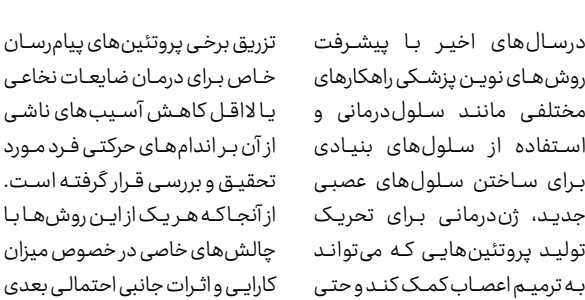 درسال‌های اخیر با پیشرفت
روش‌های نوین پزشکی راهکارهای
مختلفی مانند سلول‌درمانی و
استفاده از سلول‌های بنیادی
برای ساختن سلول‌های عصبی
جدید، ژن‌درمانی برای تحریک
تولید پروتئین‌هایی که می‌تواند
به ترمیم اعصاب کمک کند و حتی
تزریق برخی پروتئین‌های پیام‌رسان
خاص برای درمان ضایعات نخاعی
یا لااقل کاهش آسیب‌های ناشی
از آن بر اندام‌های حرکتی فرد مورد
تحقیق و بررسی قرار گرفته است.
از آنجا که هر یک از این روش‌ها با
چالش‌های خاصی در خصوص میزان
کارایی و اثرات جانبی احتمالی بعدی